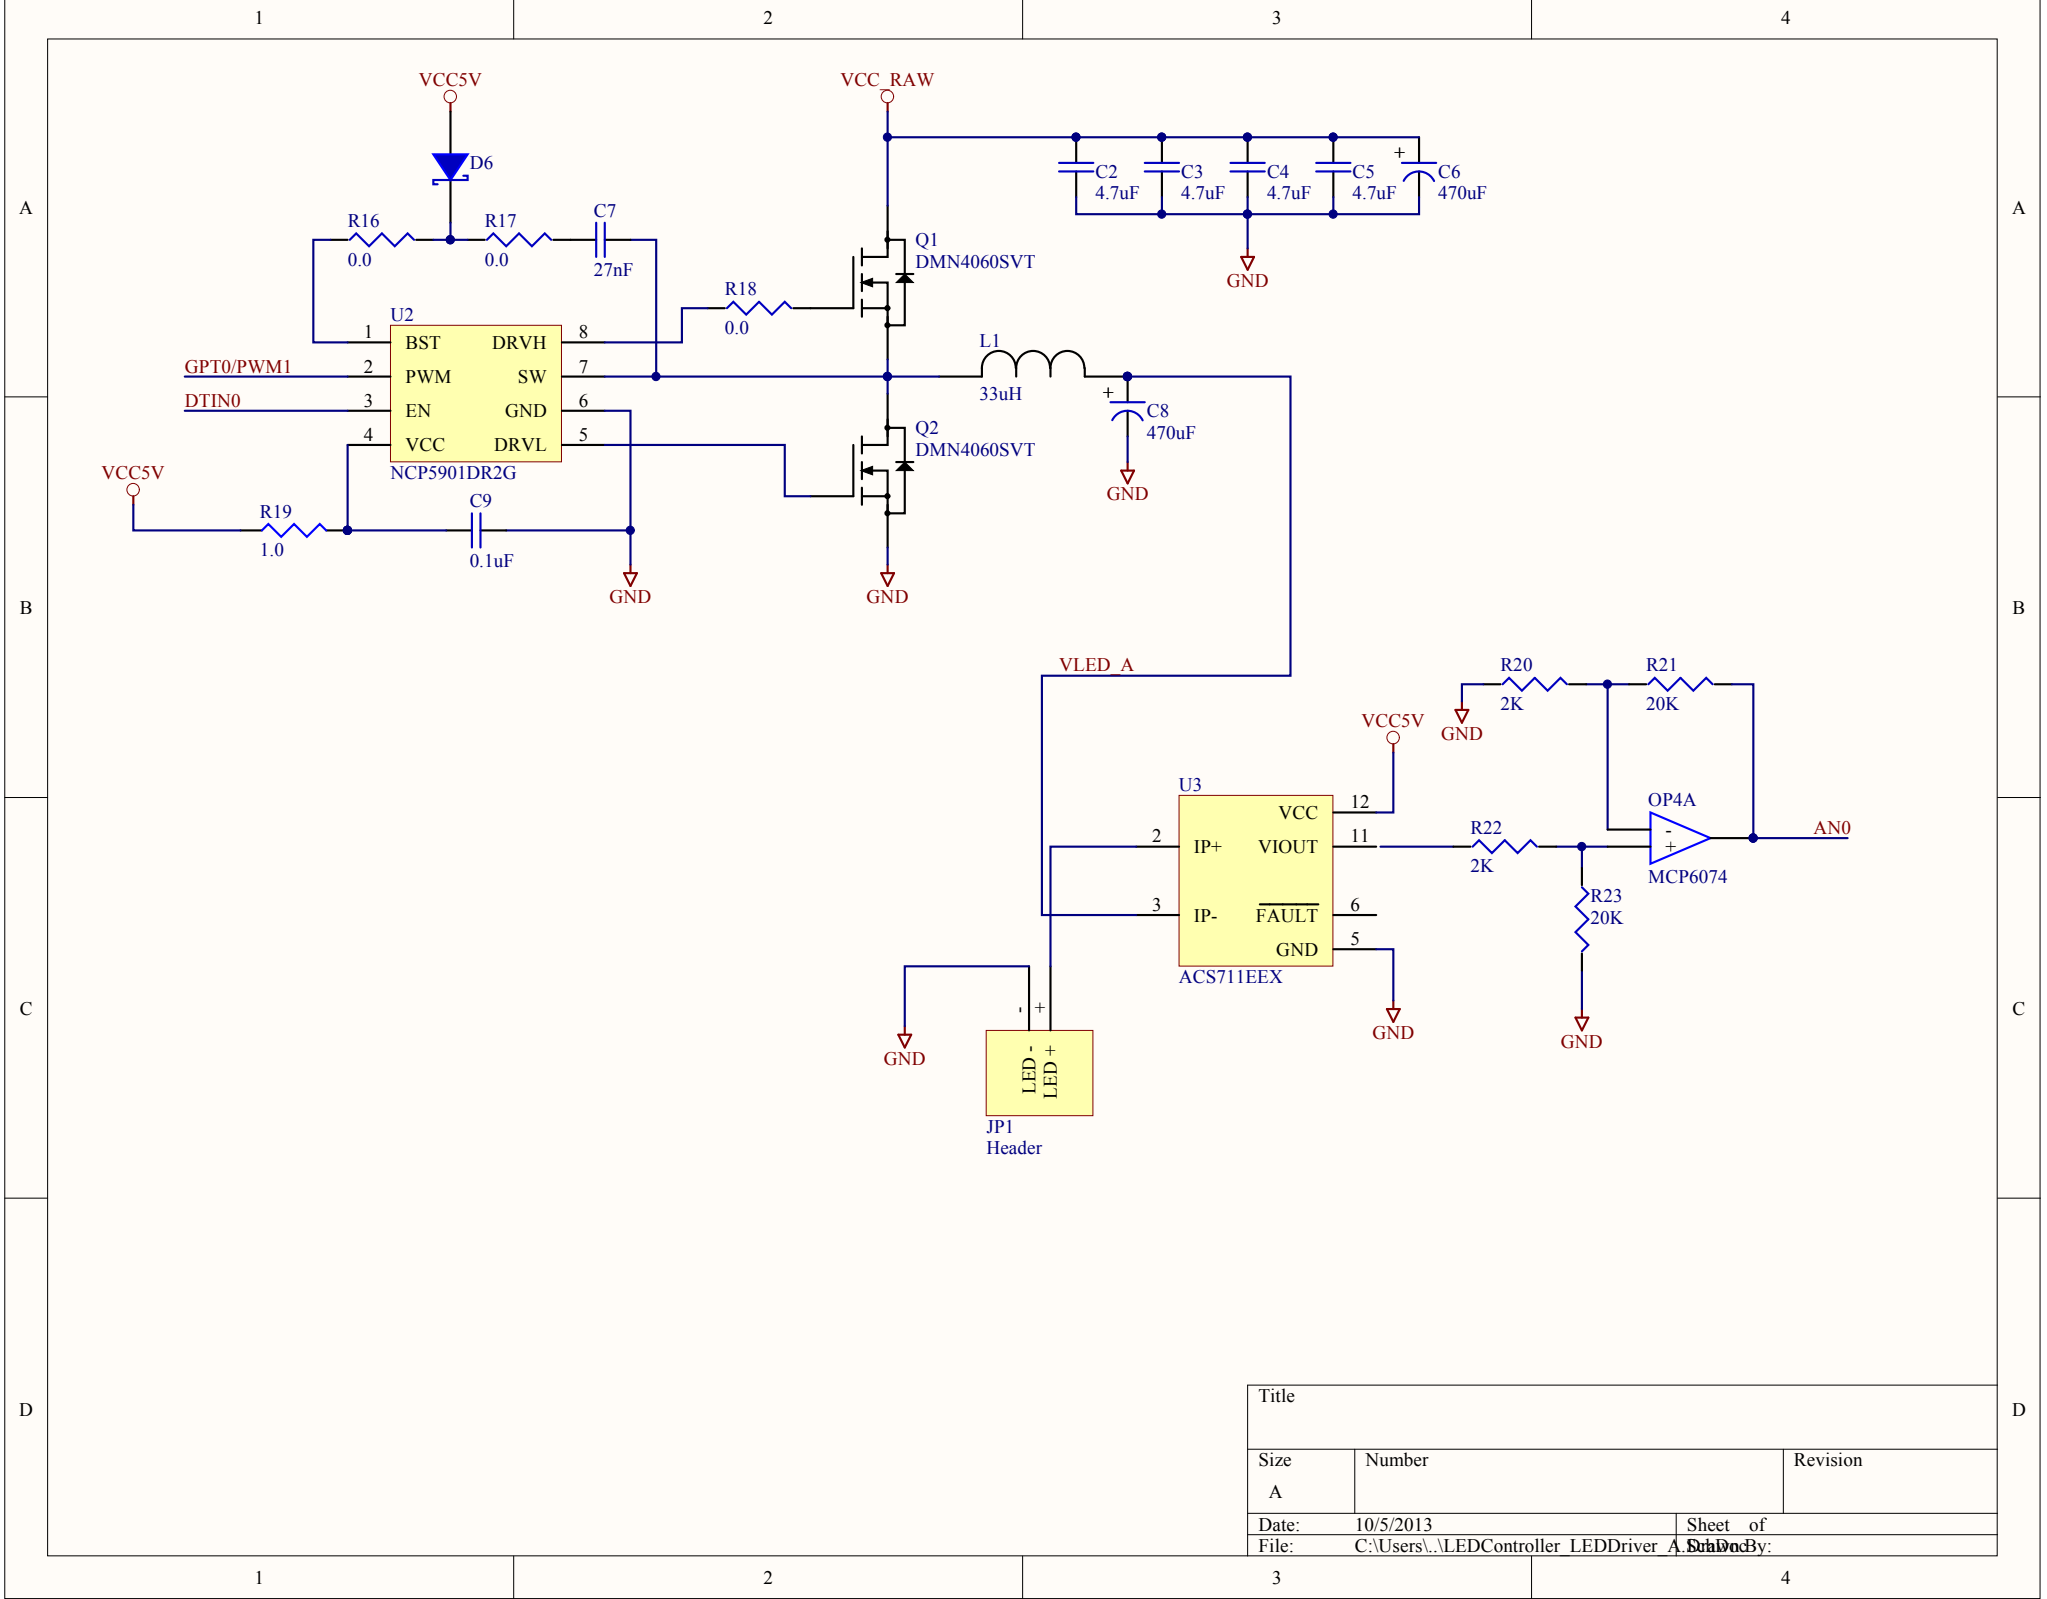 1 2 3 4
VCC5V
VCC_RAW
D6
C2
4.7uF
C3
4.7uF
C4
4.7uF
C5
4.7uF
+
C6
470uF
A
A
R16
0.0
R17
0.0
C7
27nF
Q1
DMN4060SVT
GND
R18
0.0
U2
1 BST DRVH 8
GPT0/PWM1 2 PWM SW 7
DTIN0 3 EN GND 6
4 VCC DRVL 5
NCP5901DR2G
L1
33uH
+
C8
470uF
GND
Q2
DMN4060SVT
VCC5V
R19
1.0
C9
0.1uF
GND
GND
B
B
VLED_A
R20
2K
R21
20K
GND
VCC5V
U3
VCC 12
2 IP+ VIOUT 11
3 IP- FAULT 6
GND 5
ACS711EEX
GND
R22
2K
OP4A
-
+
MCP6074
AN0
R23
20K
GND
C
C
GND
- +
LED -
LED +
JP1
Header
D
D
Title
Size Number Revision
A
Date: 10/5/2013 Sheet of
File: C:\Users\..\LEDController_LEDDriver_A.SchDoc Drawn By:
1 2 3 4